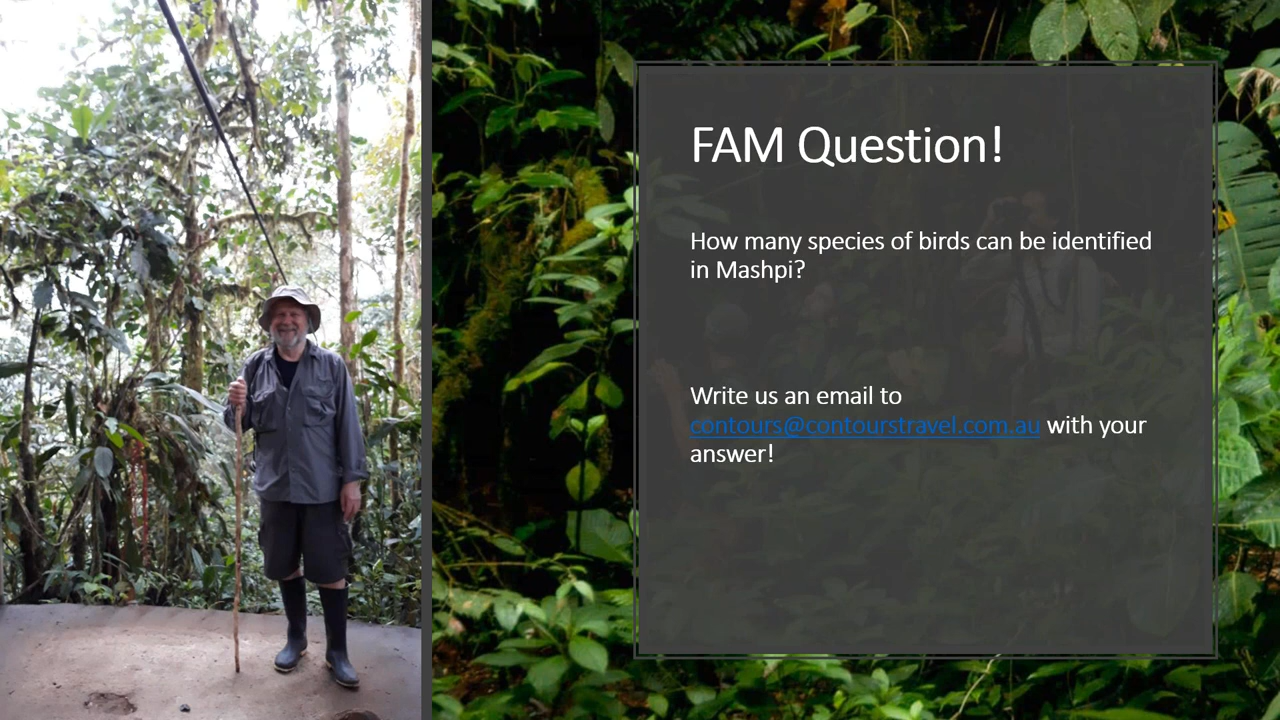 FAM Question!
How many species of birds can be identified
in Mashpi?
Write us an email to
contours@contourstravel.com.au with your
answer!